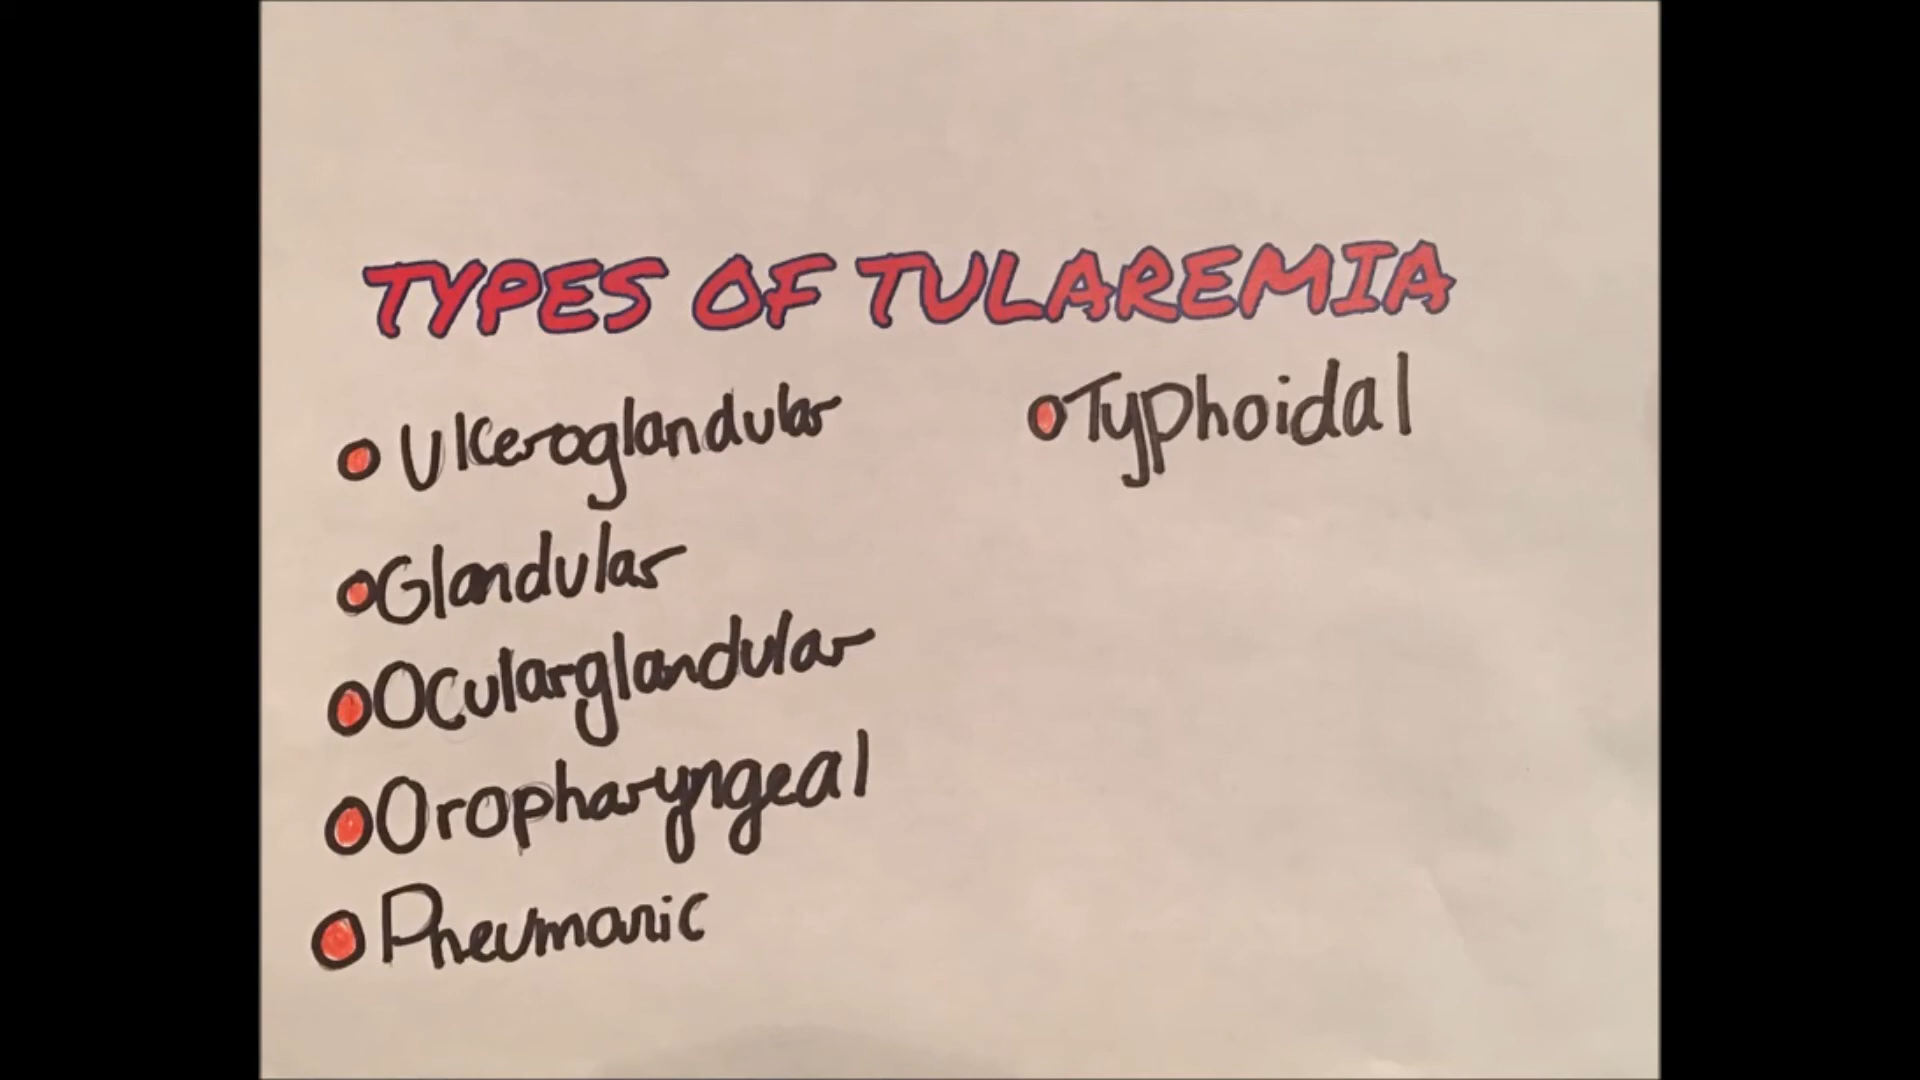 TYPES OF TULAREMIA
Ulceroglandular
Glandular
Ocularglandular
Oropharyngeal
Pneumonic
Typhoidal